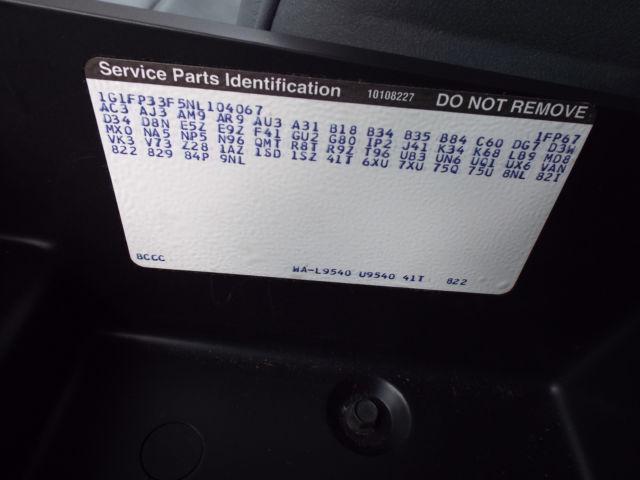 Service Parts Identification 10108227 DO NOT REMOVE
1G1FP33F5NL104067 1FP67
AC3 AJ3 AM9 AR9 AU3 A31 B18 B34 B35 B84 C60 DG7 D3W
D34 D8N E5Z E9Z F41 GU2 G80 IP2 J41 K34 K68 L89 MD8
MX0 NA5 NP5 N96 QMT R8T R9Z T96 UB3 UN6 UQ1 UX6 VAN
VK3 V73 Z28 1AZ 1SD 1SZ 41T 6XU 7XU 75Q 75U 8NL 82I
822 829 84P 9NL
BCCC WA-L9540 U9540 41T 822